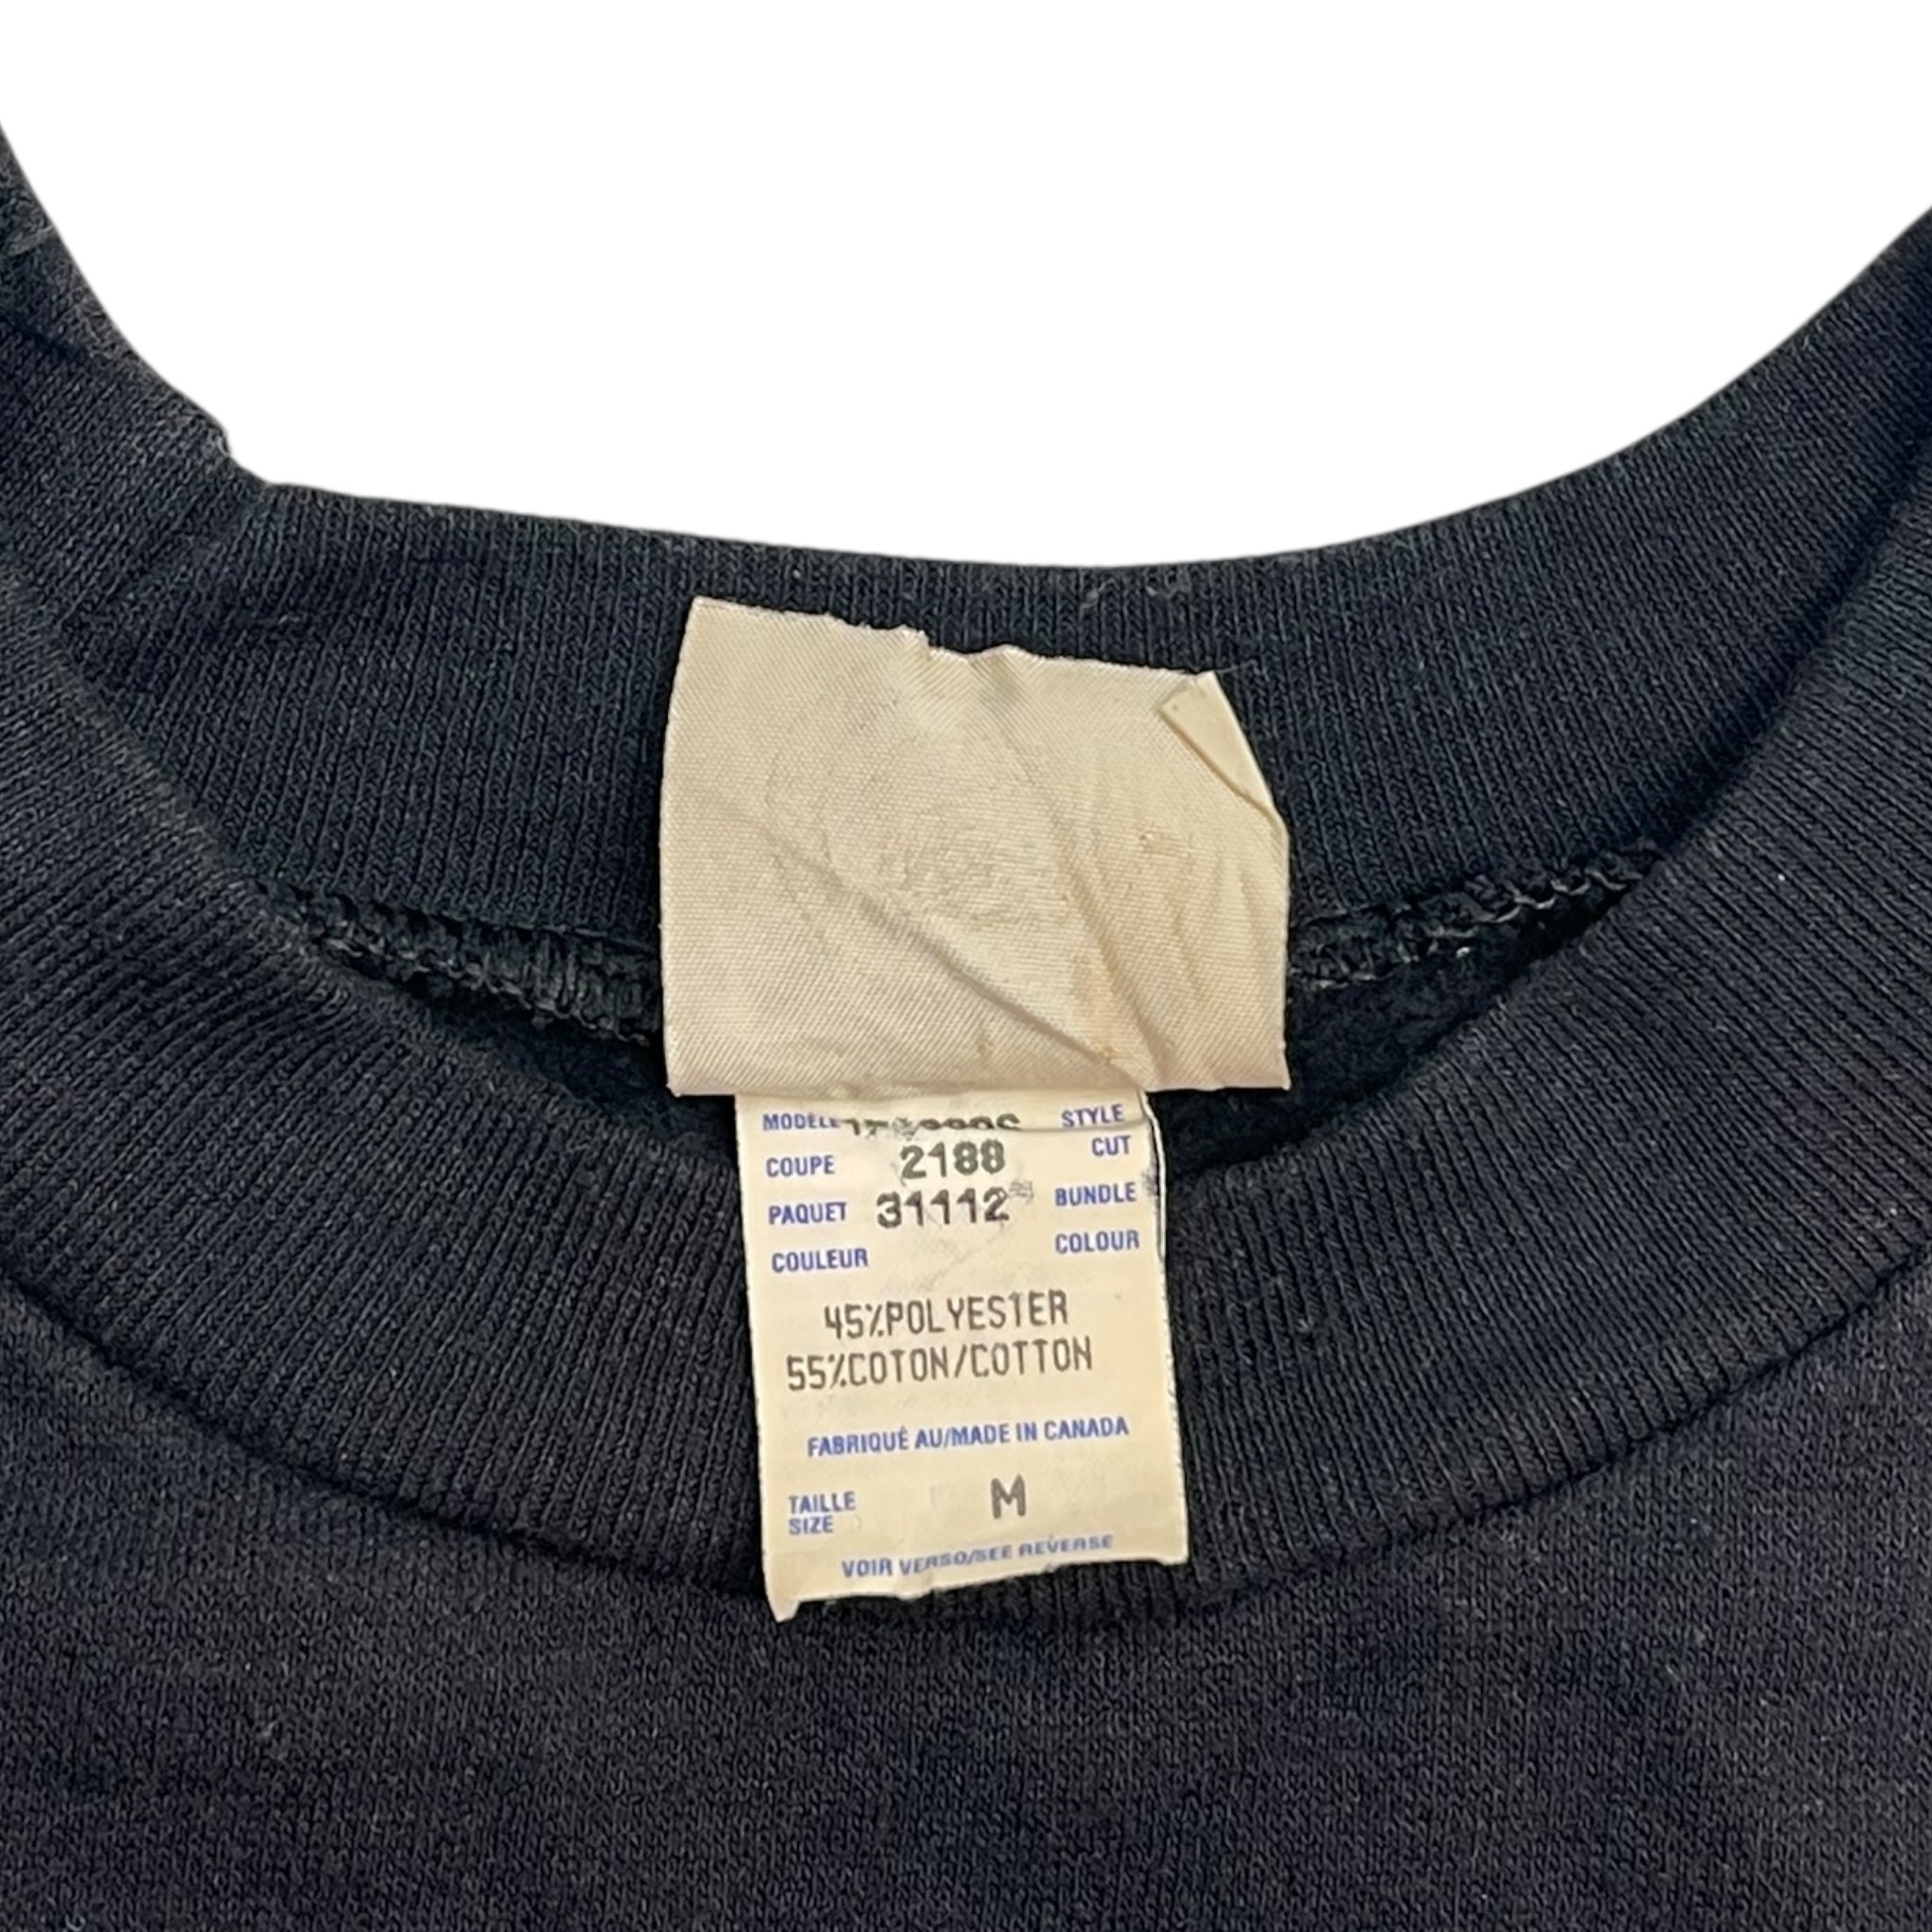 MODÈLE STYLE
COUPE 2188 CUT
PAQUET 31112 BUNDLE
COULEUR COLOUR
45%POLYESTER
55%COTON/COTTON
FABRIQUÉ AU/MADE IN CANADA
TAILLE
SIZE M
VOIR VERSO/SEE REVERSE